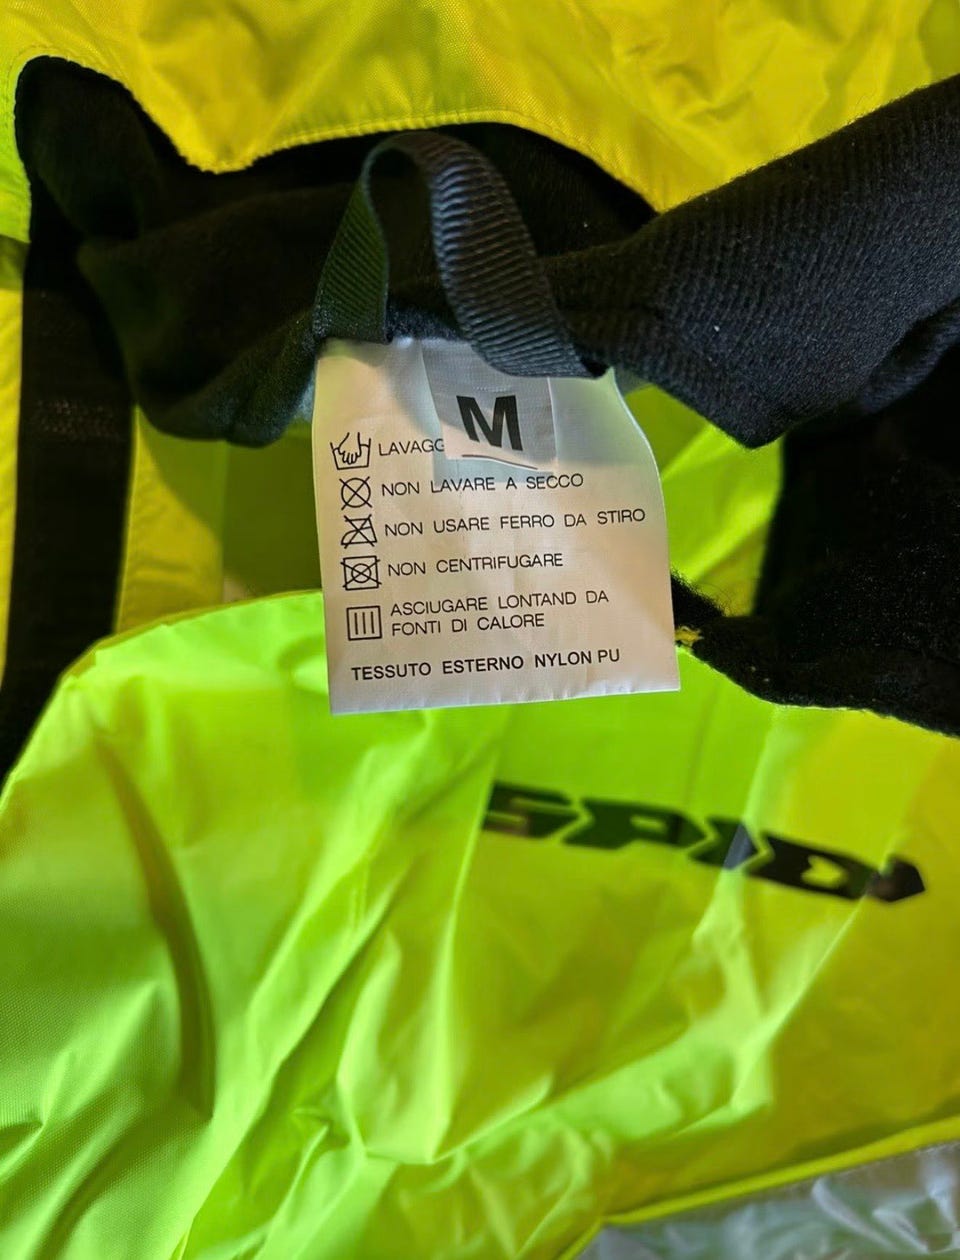 M
LAVAGG
NON LAVARE A SECCO
NON USARE FERRO DA STIRO
NON CENTRIFUGARE
ASCIUGARE LONTANO DA
FONTI DI CALORE
TESSUTO ESTERNO NYLON PU
SPIDI